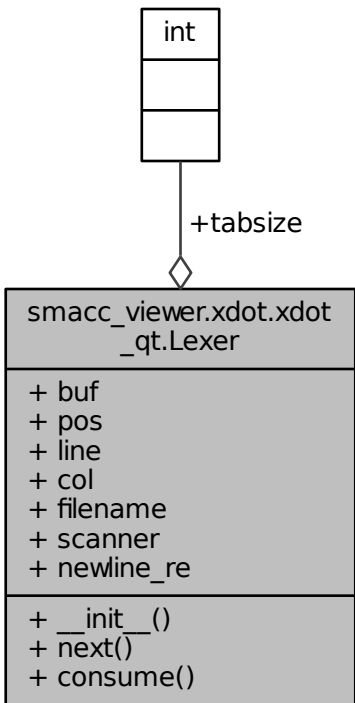 int
+tabsize
smacc_viewer.xdot.xdot
_qt.Lexer
+ buf
+ pos
+ line
+ col
+ filename
+ scanner
+ newline_re
+ __init__()
+ next()
+ consume()